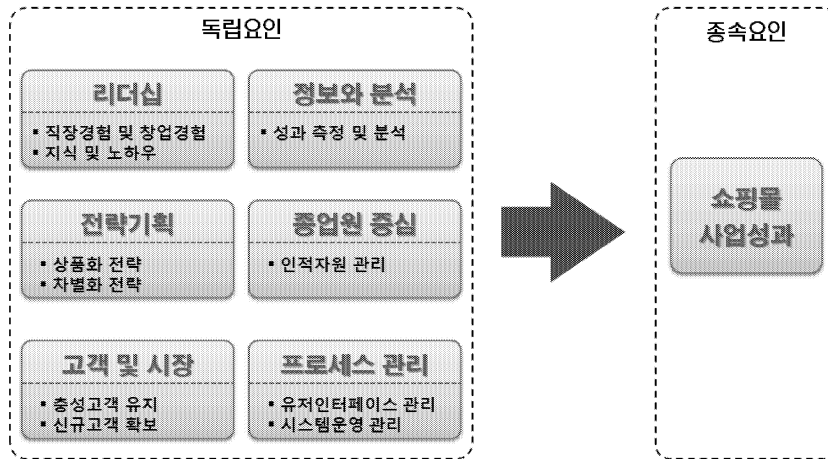 독립요인
리더십
▪ 직장경험 및 창업경험
▪ 지식 및 노하우
정보와 분석
▪ 성과 측정 및 분석
전략기획
▪ 상품화 전략
▪ 차별화 전략
종업원 중심
▪ 인적자원 관리
고객 및 시장
▪ 충성고객 유지
▪ 신규고객 확보
프로세스 관리
▪ 유저인터페이스 관리
▪ 시스템운영 관리
종속요인
쇼핑몰
사업성과